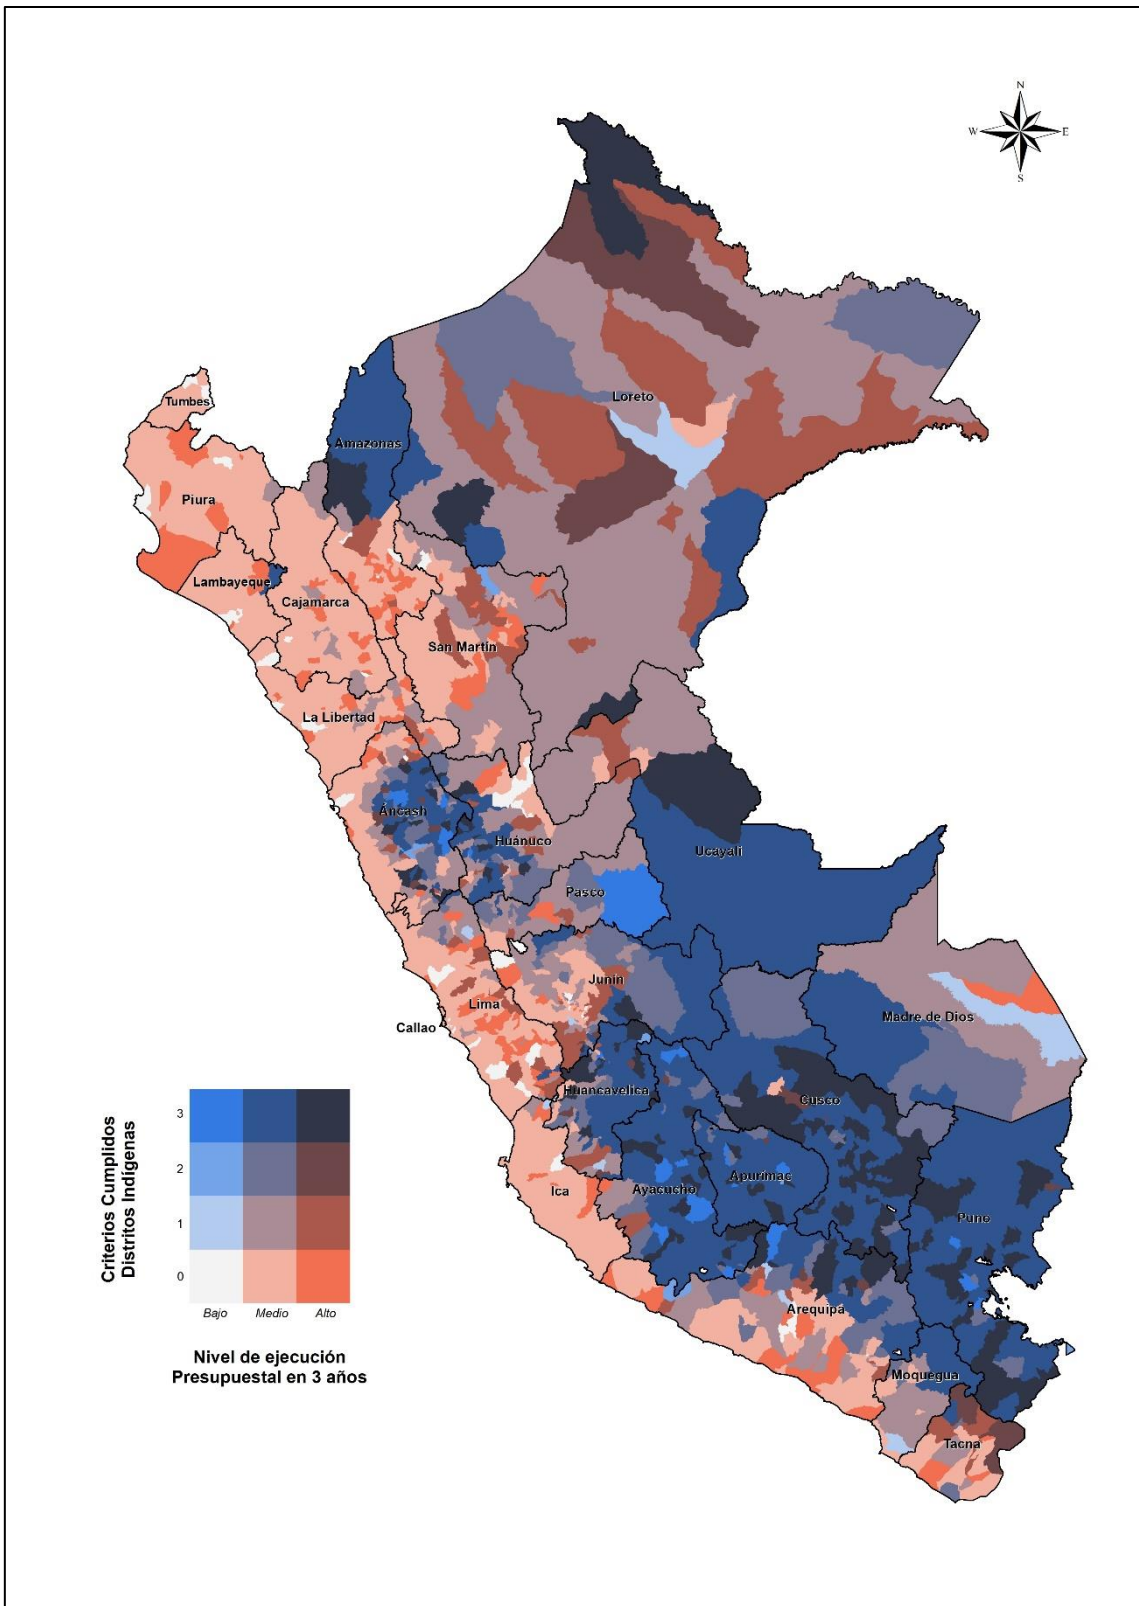 N
W E
S
Tumbes
Amazonas
Loreto
Piura
Lambayeque
Cajamarca
San Martín
La Libertad
Áncash
Huánuco
Ucayali
Pasco
Junín
Lima
Madre de Dios
Callao
Huancavelica
Cusco
Apurímac
Ayacucho
Ica
Puno
Arequipa
Moquegua
Tacna
Criterios Cumplidos
Distritos Indígenas
3
2
1
0
Bajo Medio Alto
Nivel de ejecución
Presupuestal en 3 años